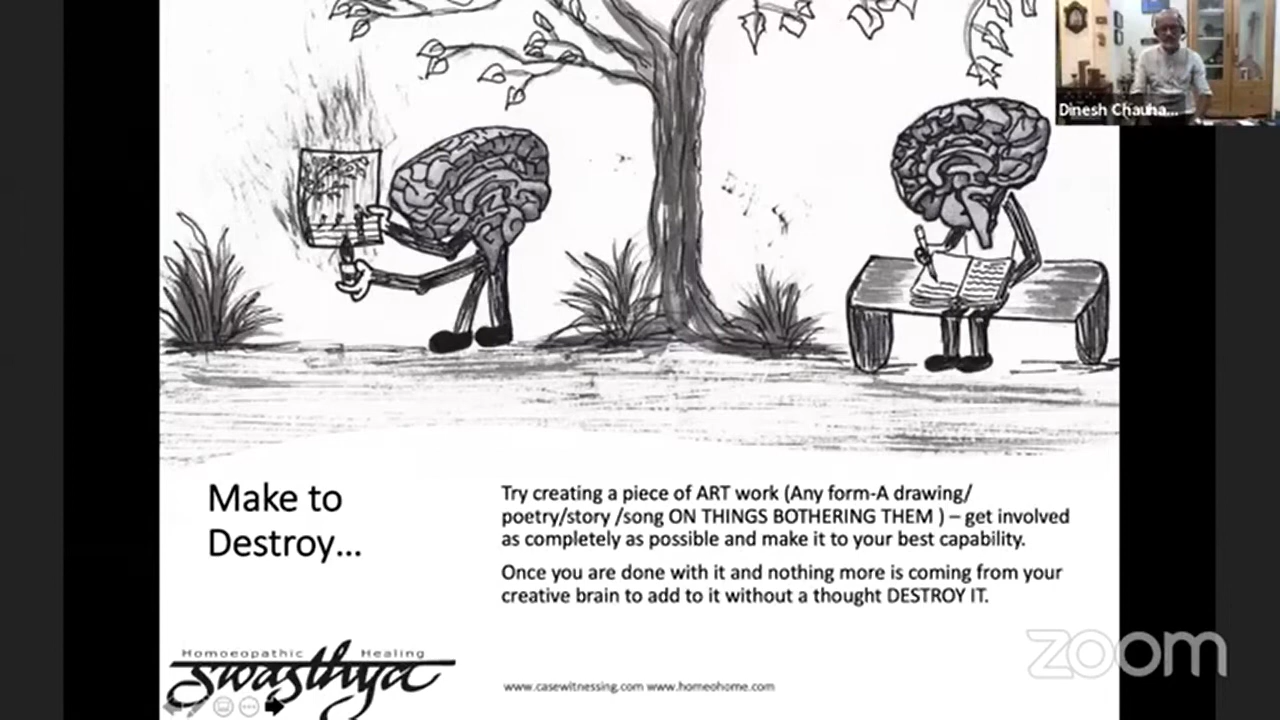 Dinesh Chauha...
Make to
Destroy...
Try creating a piece of ART work (Any form-A drawing/
poetry/story /song ON THINGS BOTHERING THEM ) – get involved
as completely as possible and make it to your best capability.
Once you are done with it and nothing more is coming from your
creative brain to add to it without a thought DESTROY IT.
Homoeopathic Healing
swasthya
www.casewitnessing.com www.homeohome.com
zoom